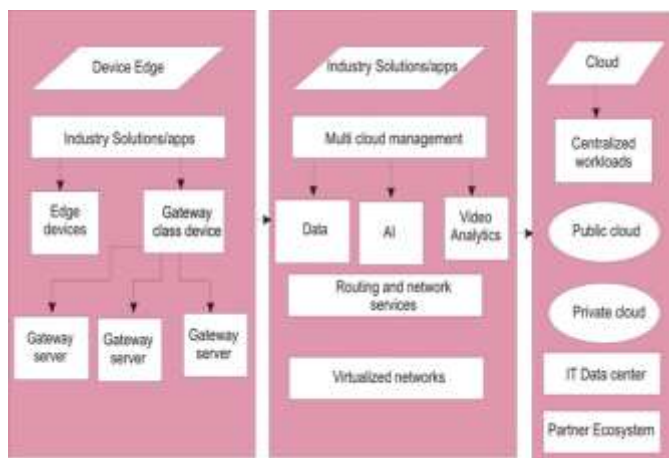 Device Edge
Industry Solutions/apps
Edge
devices
Gateway
class device
Gateway
server
Gateway
server
Gateway
server
Industry Solutions/apps
Multi cloud management
Data
AI
Video
Analytics
Routing and network
services
Virtualized networks
Cloud
Centralized
workloads
Public cloud
Private cloud
IT Data center
Partner Ecosystem